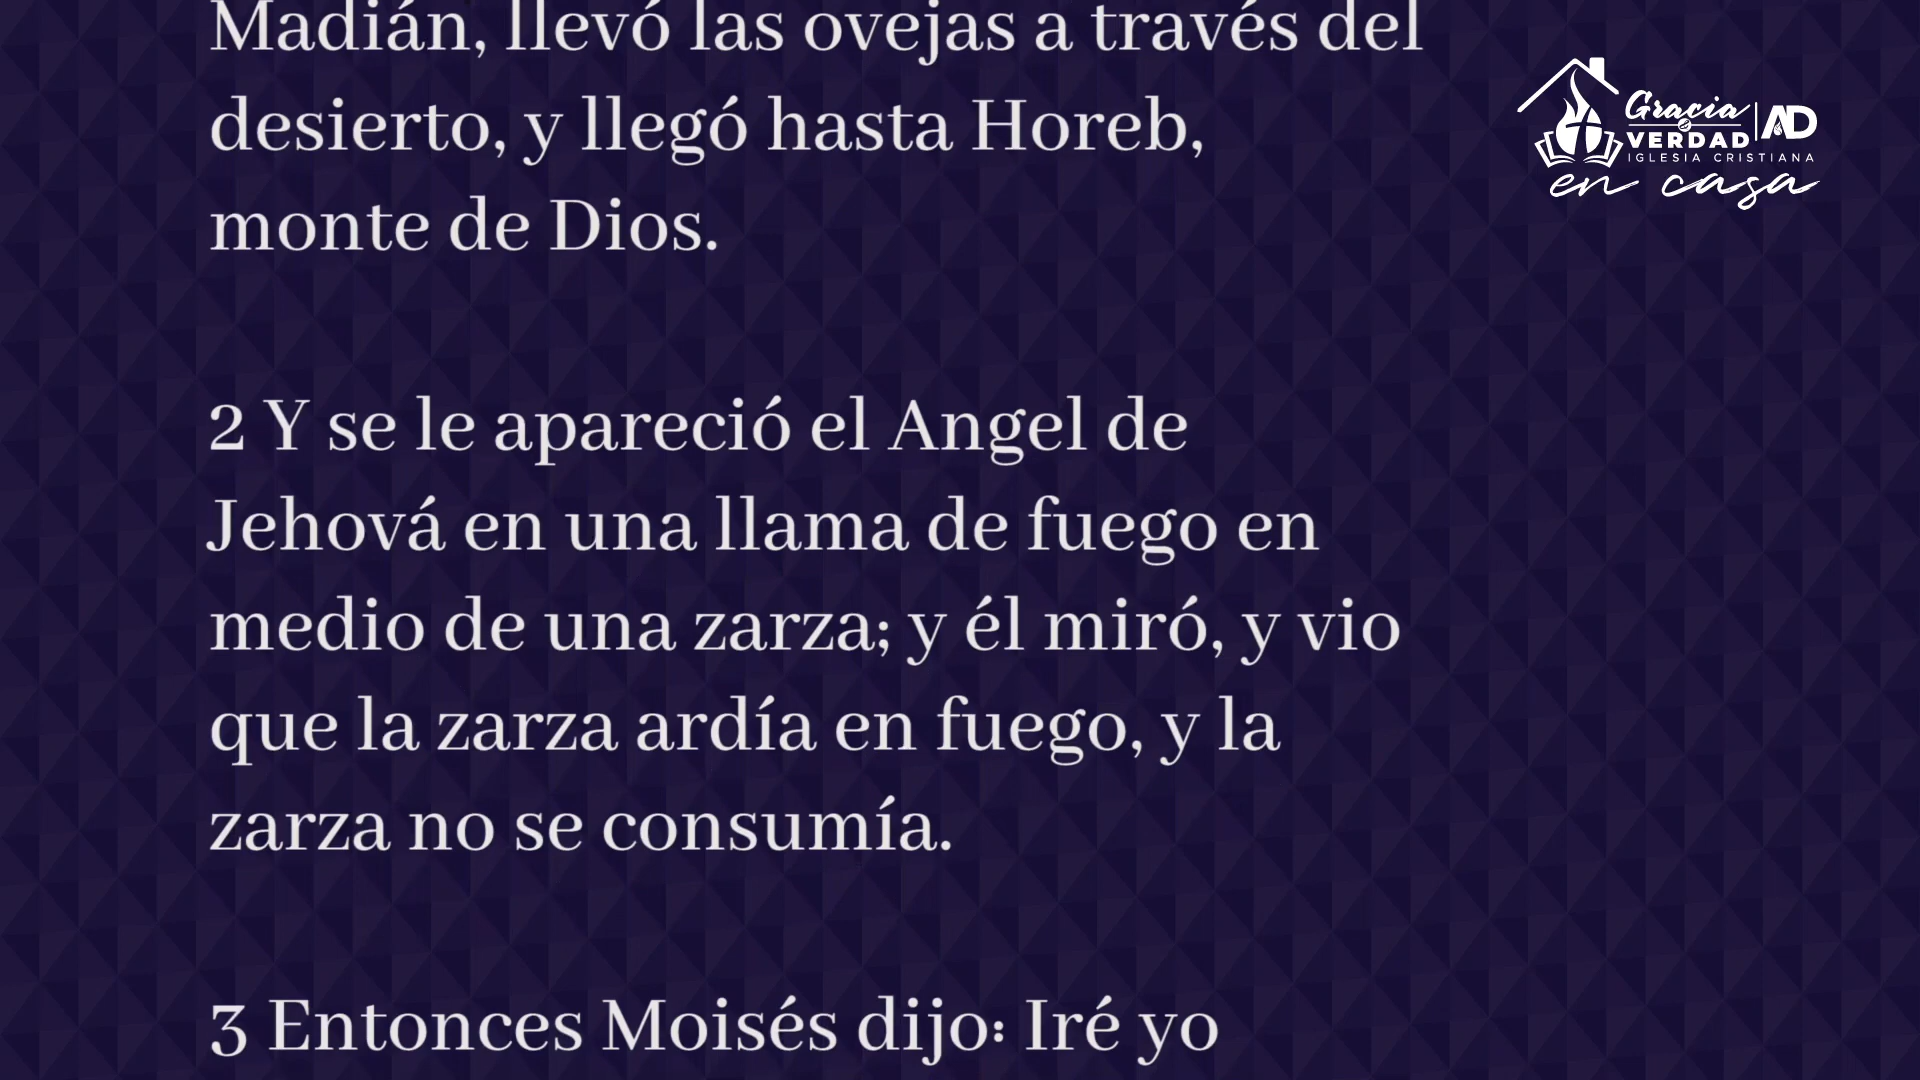 Madián, llevó las ovejas a través del
desierto, y llegó hasta Horeb,
monte de Dios.
2 Y se le apareció el Angel de
Jehová en una llama de fuego en
medio de una zarza; y él miró, y vio
que la zarza ardía en fuego, y la
zarza no se consumía.
3 Entonces Moisés dijo: Iré yo
Gracia
VERDAD
AD
IGLESIA CRISTIANA
en casa